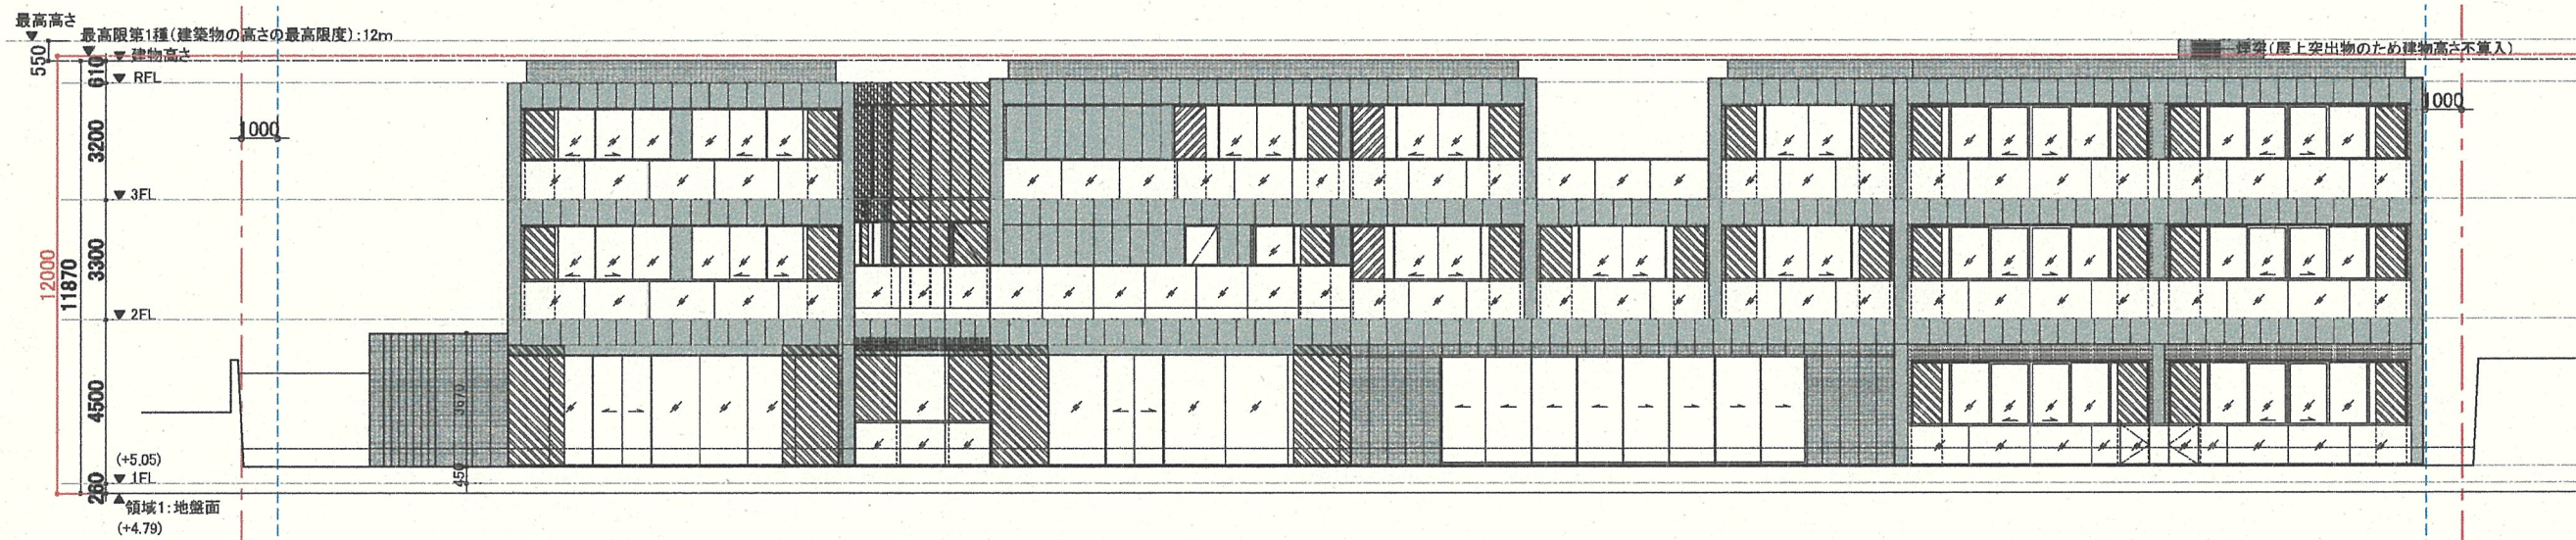 最高高さ
最高限第1種(建築物の高さの最高限度):12m
建物高さ
煙突(屋上突出物のため建物高さ不算入)
550
610
RFL
1000
1000
3200
3FL
3300
12000
11870
2FL
4500
3670
(+5.05)
1FL
450
260
領域1:地盤面
(+4.79)